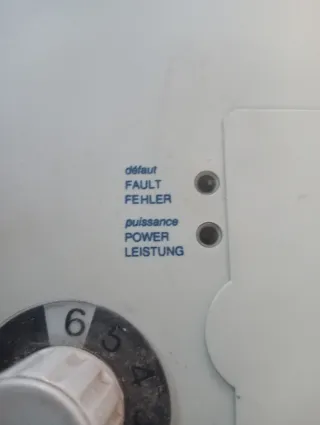 défaut
FAULT
FEHLER
puissance
POWER
LEISTUNG
6
5
4